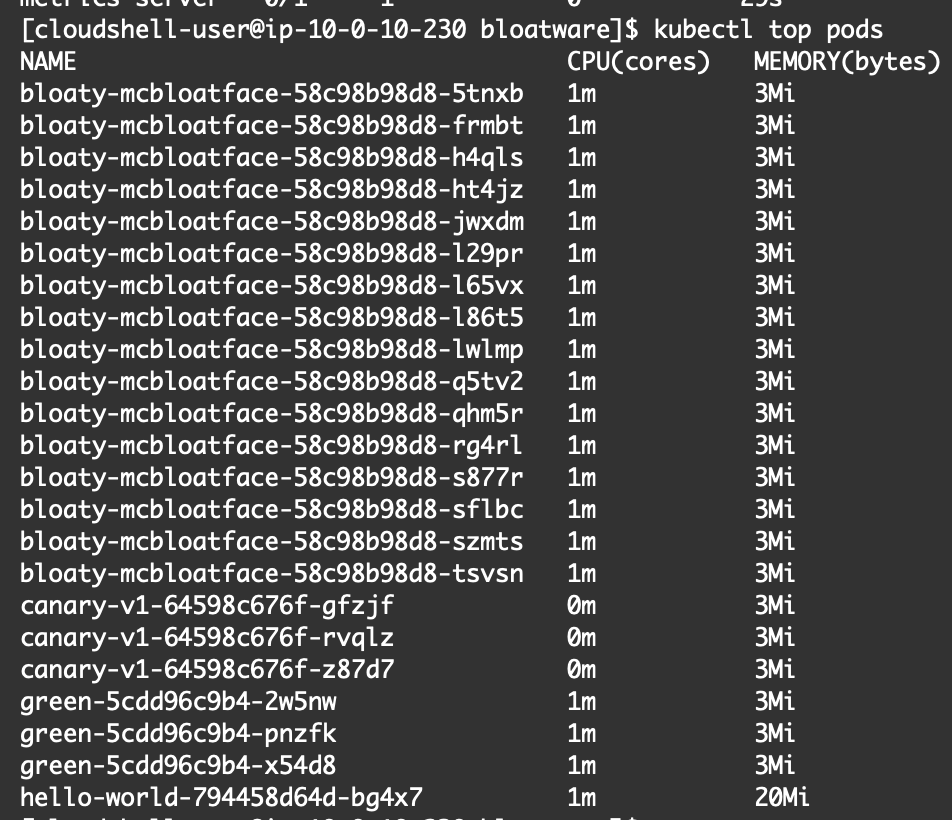 metrics-server 0/1 1 0 29s
[cloudshell-user@ip-10-0-10-230 bloatware]$ kubectl top pods
NAME CPU(cores) MEMORY(bytes)
bloaty-mcbloatface-58c98b98d8-5tnxb 1m 3Mi
bloaty-mcbloatface-58c98b98d8-frmbt 1m 3Mi
bloaty-mcbloatface-58c98b98d8-h4qls 1m 3Mi
bloaty-mcbloatface-58c98b98d8-ht4jz 1m 3Mi
bloaty-mcbloatface-58c98b98d8-jwxdm 1m 3Mi
bloaty-mcbloatface-58c98b98d8-l29pr 1m 3Mi
bloaty-mcbloatface-58c98b98d8-l65vx 1m 3Mi
bloaty-mcbloatface-58c98b98d8-l86t5 1m 3Mi
bloaty-mcbloatface-58c98b98d8-lwlmp 1m 3Mi
bloaty-mcbloatface-58c98b98d8-q5tv2 1m 3Mi
bloaty-mcbloatface-58c98b98d8-qhm5r 1m 3Mi
bloaty-mcbloatface-58c98b98d8-rg4rl 1m 3Mi
bloaty-mcbloatface-58c98b98d8-s877r 1m 3Mi
bloaty-mcbloatface-58c98b98d8-sflbc 1m 3Mi
bloaty-mcbloatface-58c98b98d8-szmts 1m 3Mi
bloaty-mcbloatface-58c98b98d8-tsvsn 1m 3Mi
canary-v1-64598c676f-gfzjf 0m 3Mi
canary-v1-64598c676f-rvqlz 0m 3Mi
canary-v1-64598c676f-z87d7 0m 3Mi
green-5cdd96c9b4-2w5nw 1m 3Mi
green-5cdd96c9b4-pnzfk 1m 3Mi
green-5cdd96c9b4-x54d8 1m 3Mi
hello-world-794458d64d-bg4x7 1m 20Mi